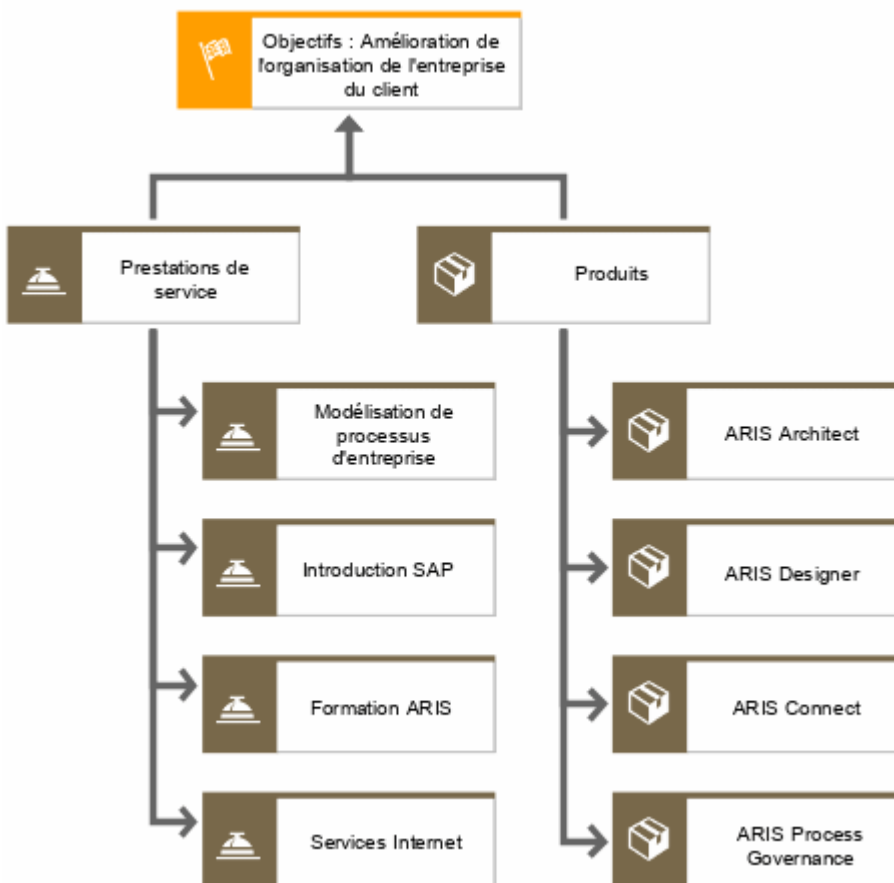 Objectifs : Amélioration de
l'organisation de l'entreprise
du client
Prestations de
service
Produits
Modélisation de
processus
d'entreprise
ARIS Architect
Introduction SAP
ARIS Designer
Formation ARIS
ARIS Connect
Services Internet
ARIS Process
Governance